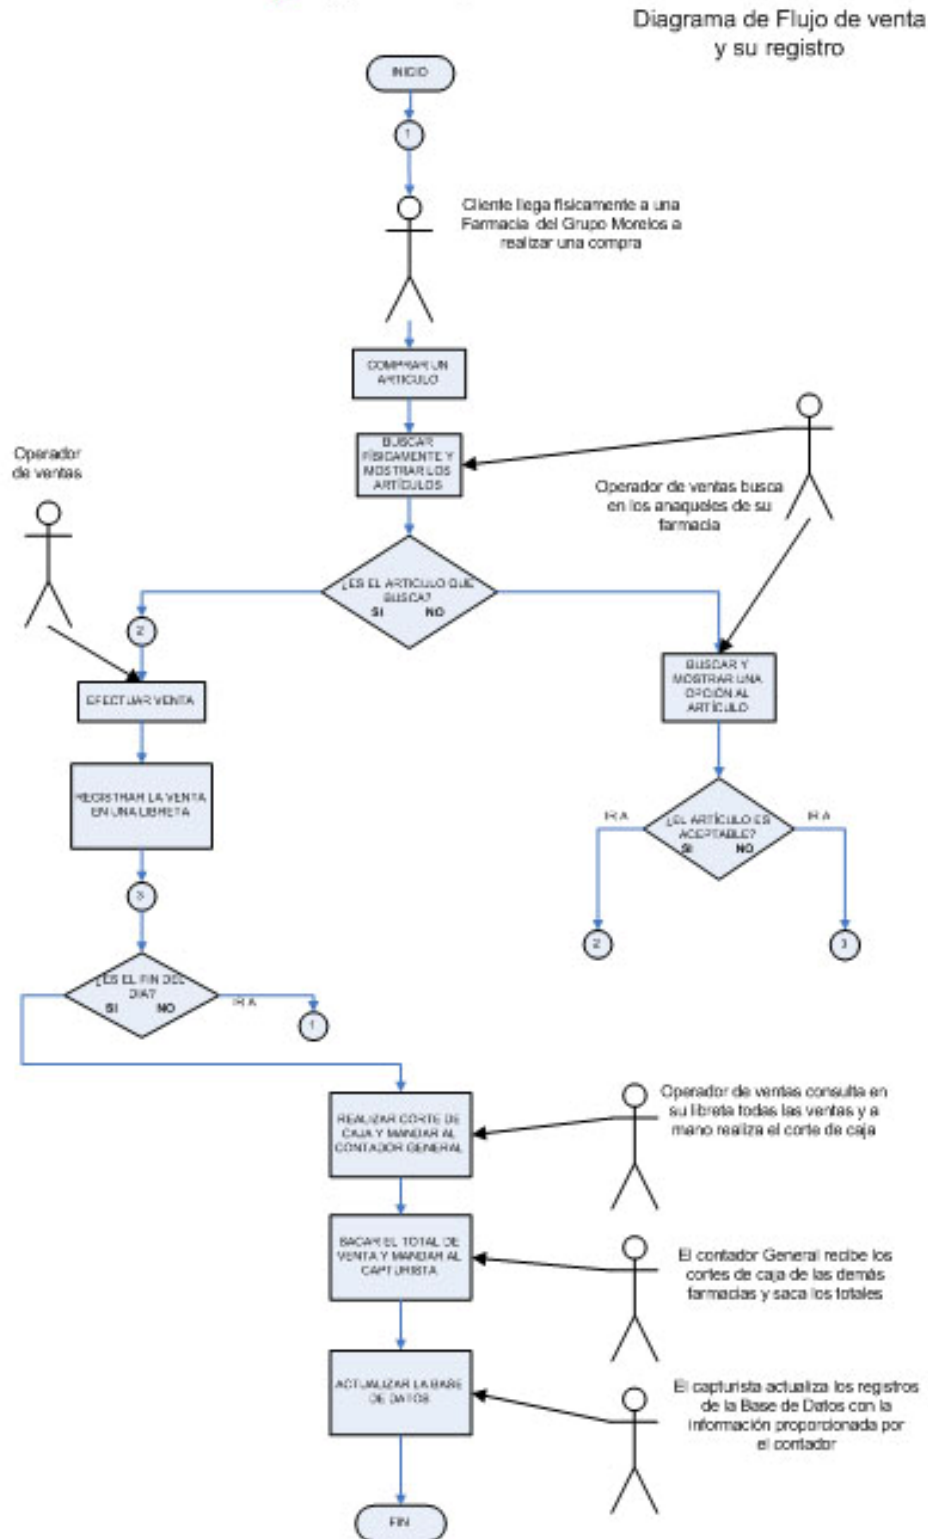 Diagrama de Flujo de venta
y su registro
INICIO
1
Cliente llega físicamente a una
Farmacia del Grupo Morelos a
realizar una compra
COMPRAR UN
ARTICULO
BUSCAR
FÍSICAMENTE Y
MOSTRAR LOS
ARTÍCULOS
Operador de ventas busca
en los anaqueles de su
farmacia
Operador
de ventas
¿ES EL ARTICULO QUE
BUSCA?
SI NO
2
EFECTUAR VENTA
BUSCAR Y
MOSTRAR UNA
OPCIÓN AL
ARTÍCULO
REGISTRAR LA VENTA
EN UNA LIBRETA
IR A
¿EL ARTÍCULO ES
ACEPTABLE?
SI NO
IR A
3
2
3
¿ES EL FIN DEL
DIA?
SI NO
IR A
1
REALIZAR CORTE DE
CAJA Y MANDAR AL
CONTADOR GENERAL
Operador de ventas consulta en
su libreta todas las ventas y a
mano realiza el corte de caja
SACAR EL TOTAL DE
VENTA Y MANDAR AL
CAPTURISTA
El contador General recibe los
cortes de caja de las demás
farmacias y saca los totales
ACTUALIZAR LA BASE
DE DATOS
El capturista actualiza los registros
de la Base de Datos con la
información proporcionada por
el contador
FIN